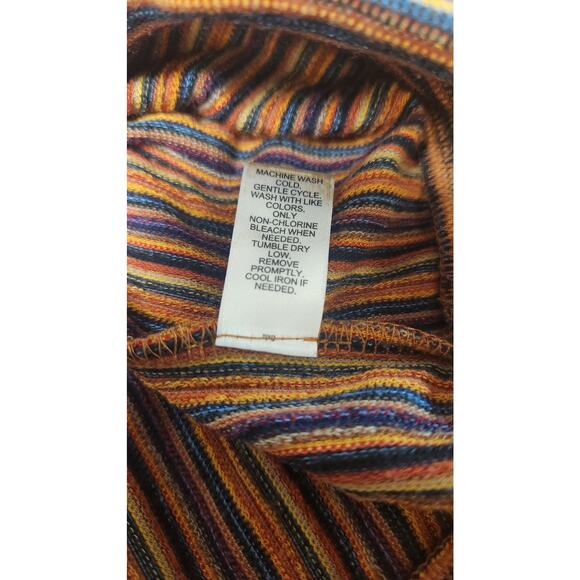 MACHINE WASH
COLD.
GENTLE CYCLE.
WASH WITH LIKE
COLORS.
ONLY
NON-CHLORINE
BLEACH WHEN
NEEDED.
TUMBLE DRY
LOW.
REMOVE
PROMPTLY.
COOL IRON IF
NEEDED.